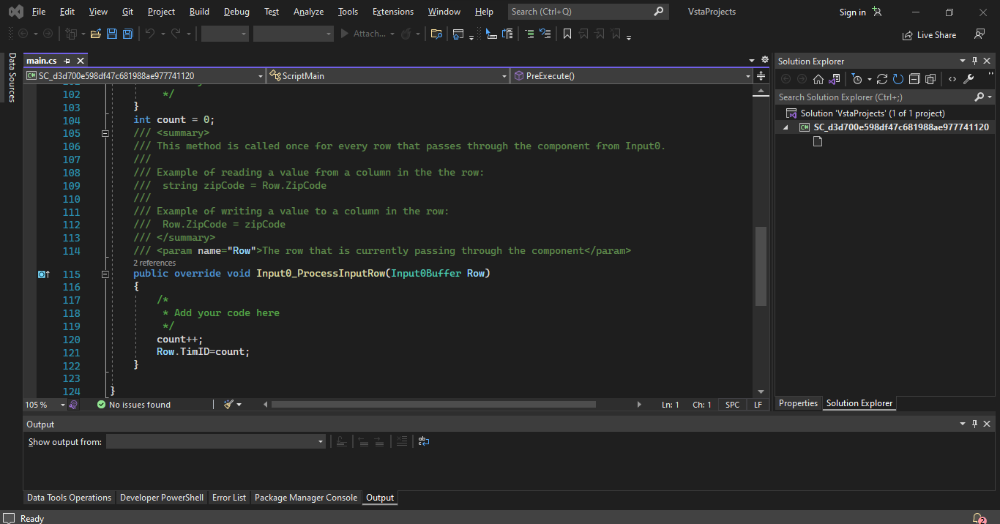 File Edit View Git Project Build Debug Test Analyze Tools Extensions Window Help Search (Ctrl+Q) VstaProjects Sign in
Attach... Live Share
Data Sources
main.cs
SC_d3d700e598df47c681988ae977741120 ScriptMain PreExecute()
102 */
103 }
104 int count = 0;
105 /// <summary>
106 /// This method is called once for every row that passes through the component from Input0.
107 ///
108 /// Example of reading a value from a column in the the row:
109 /// string zipCode = Row.ZipCode
110 ///
111 /// Example of writing a value to a column in the row:
112 /// Row.ZipCode = zipCode
113 /// </summary>
114 /// <param name="Row">The row that is currently passing through the component</param>
2 references
115 public override void Input0_ProcessInputRow(Input0Buffer Row)
116 {
117 /*
118 * Add your code here
119 */
120 count++;
121 Row.TimID=count;
122 }
123
124 }
105 % No issues found Ln: 1 Ch: 1 SPC LF
Solution Explorer
Search Solution Explorer (Ctrl+;)
Solution 'VstaProjects' (1 of 1 project)
C# SC_d3d700e598df47c681988ae977741120
Properties Solution Explorer
Output
Show output from:
Data Tools Operations Developer PowerShell Error List Package Manager Console Output
Ready 2